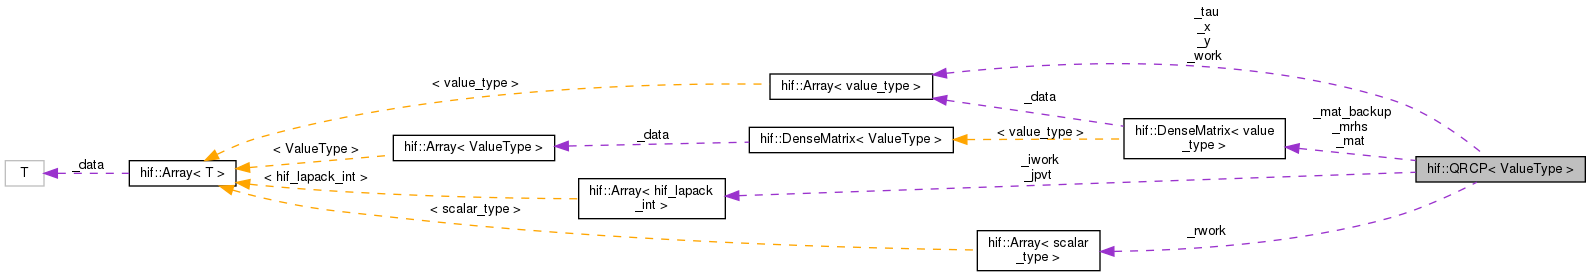 _tau
_x
_y
_work
< value_type >
hif::Array< value_type >
_data
_mat_backup
_mrhs
_mat
hif::DenseMatrix< value
_type >
< value_type >
hif::DenseMatrix< ValueType >
_data
hif::Array< ValueType >
< ValueType >
T
_data
hif::Array< T >
< hif_lapack_int >
hif::Array< hif_lapack
_int >
_iwork
_jpvt
hif::QRCP< ValueType >
< scalar_type >
hif::Array< scalar
_type >
_rwork